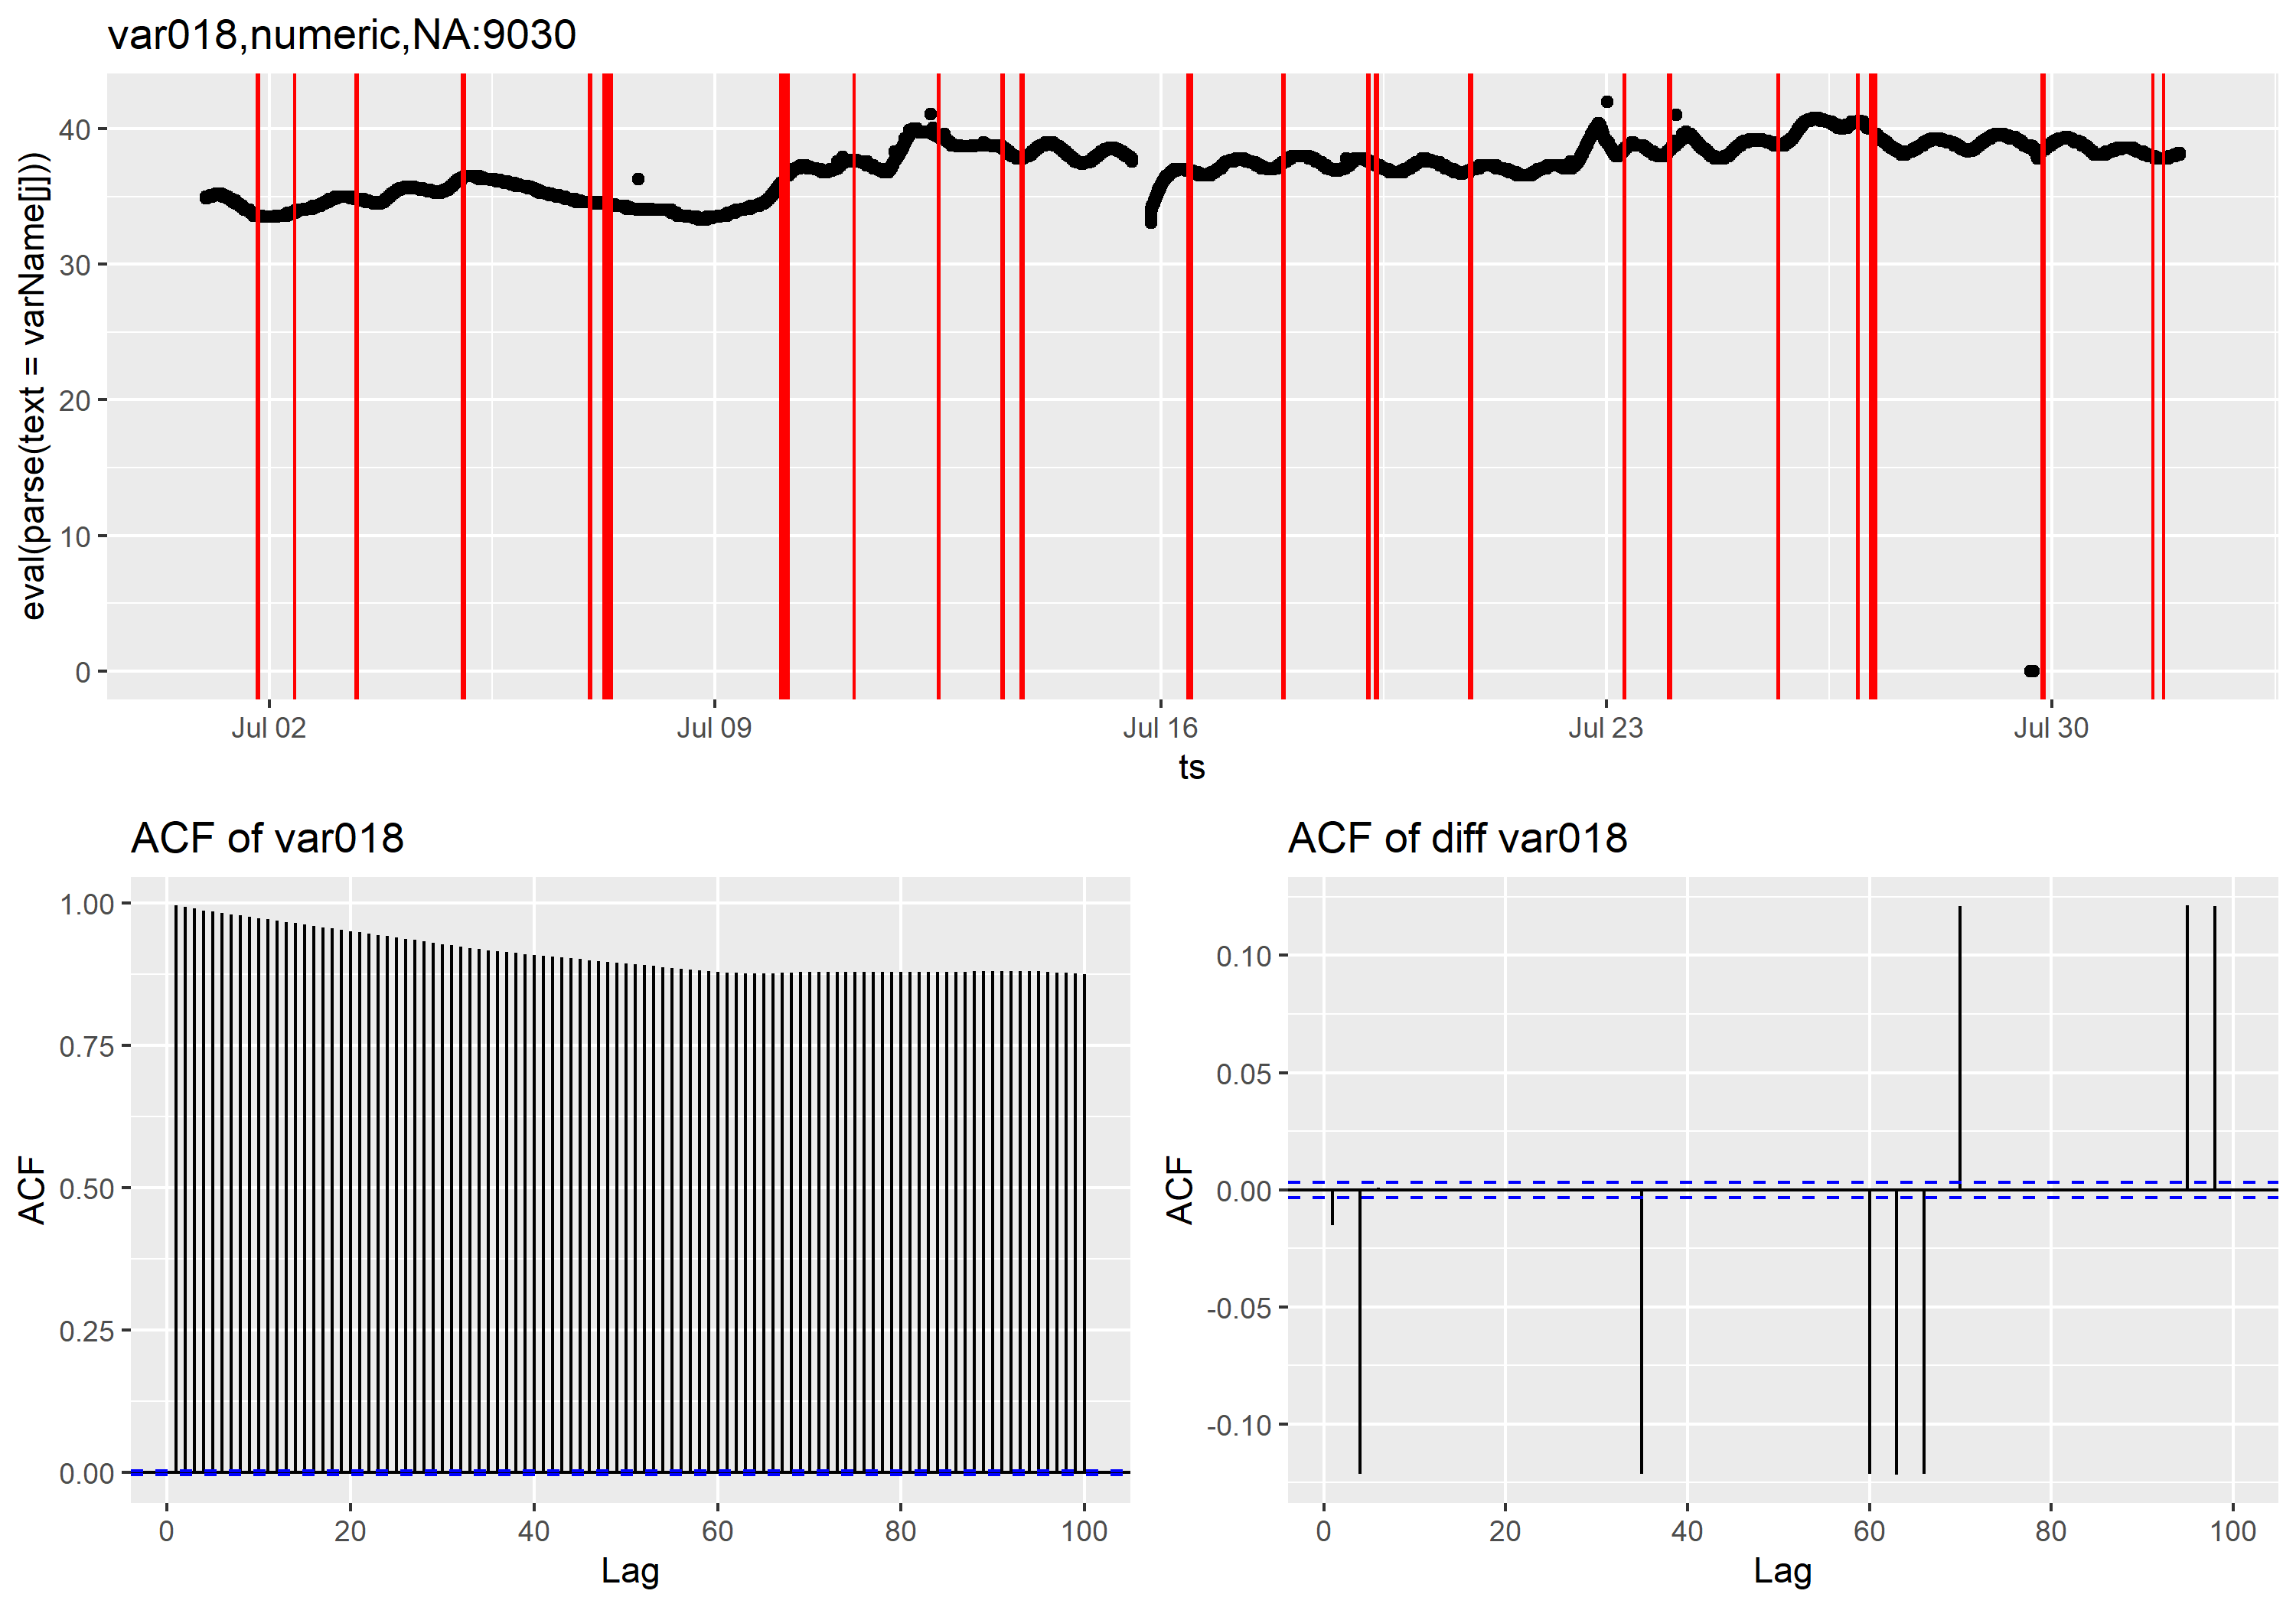 var018,numeric,NA:9030
eval(parse(text = varName[j]))
40
30
20
10
0
Jul 02
Jul 09
Jul 16
Jul 23
Jul 30
ts
ACF of var018
ACF
1.00
0.75
0.50
0.25
0.00
0
20
40
60
80
100
Lag
ACF of diff var018
ACF
0.10
0.05
0.00
-0.05
-0.10
0
20
40
60
80
100
Lag